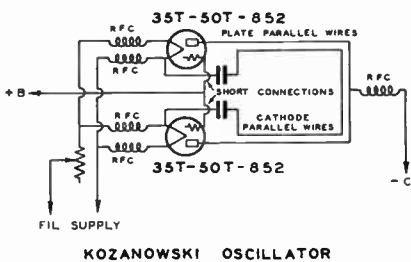 35T-50T-852
RFC
PLATE PARALLEL WIRES
RFC
RFC
+B
SHORT CONNECTIONS
RFC
CATHODE
PARALLEL WIRES
RFC
35T-50T-852
-C
FIL SUPPLY
KOZANOWSKI OSCILLATOR